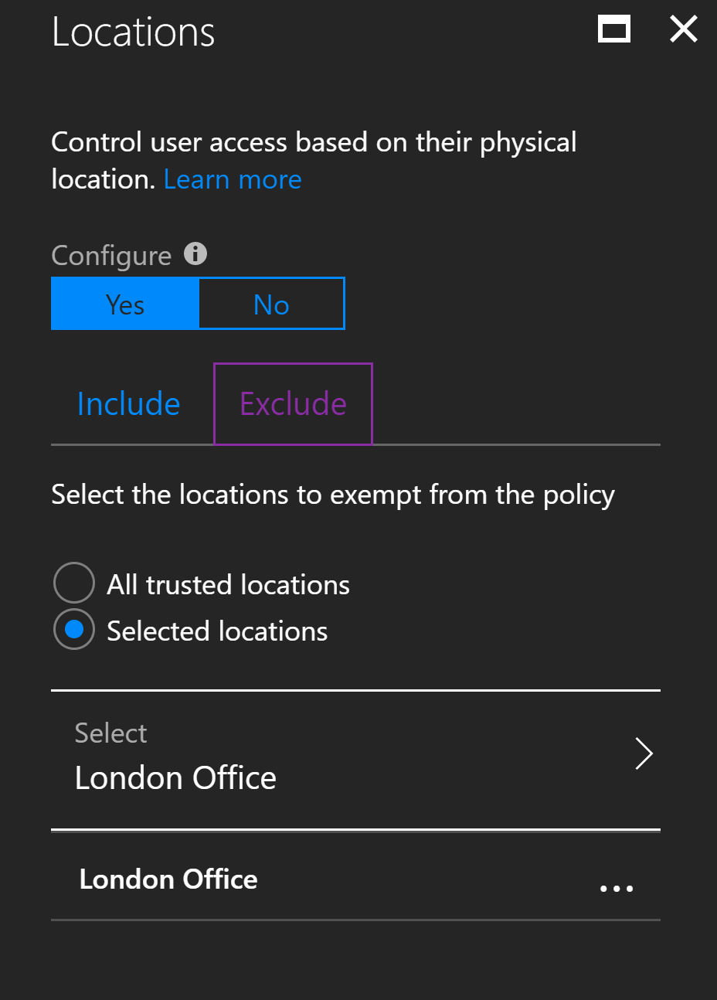 Locations
Control user access based on their physical
location. Learn more
Configure
Yes No
Include Exclude
Select the locations to exempt from the policy
All trusted locations
Selected locations
Select
London Office
London Office